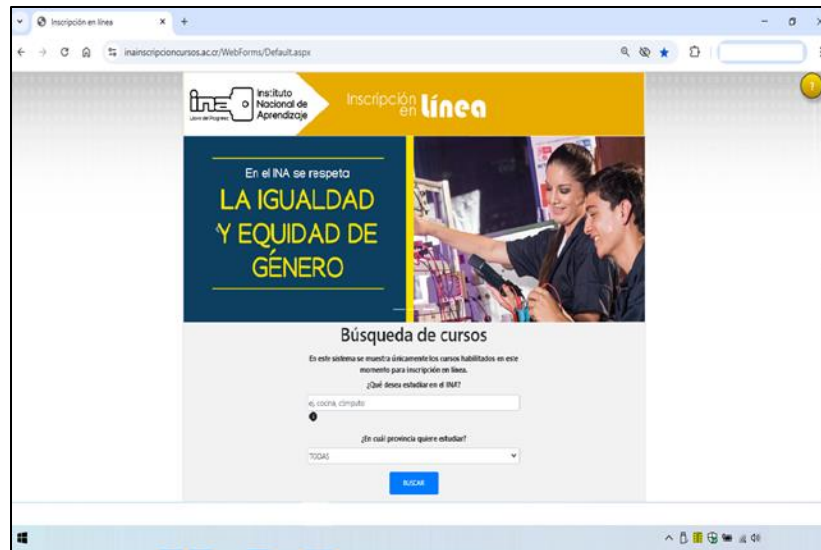 Inscripción en línea
inainscripcioncursos.ac.cr/WebForms/Default.aspx
ina
Instituto
Nacional de
Aprendizaje
Inscripción
en línea
?
En el INA se respeta
LA IGUALDAD
Y EQUIDAD DE
GÉNERO
Búsqueda de cursos
En este sistema se muestra únicamente los cursos habilitados en este
momento para inscripción en línea.
¿Qué desea estudiar en el INA?
ej, cocina, cómputo
¿En cuál provincia quiere estudiar?
TODAS
BUSCAR